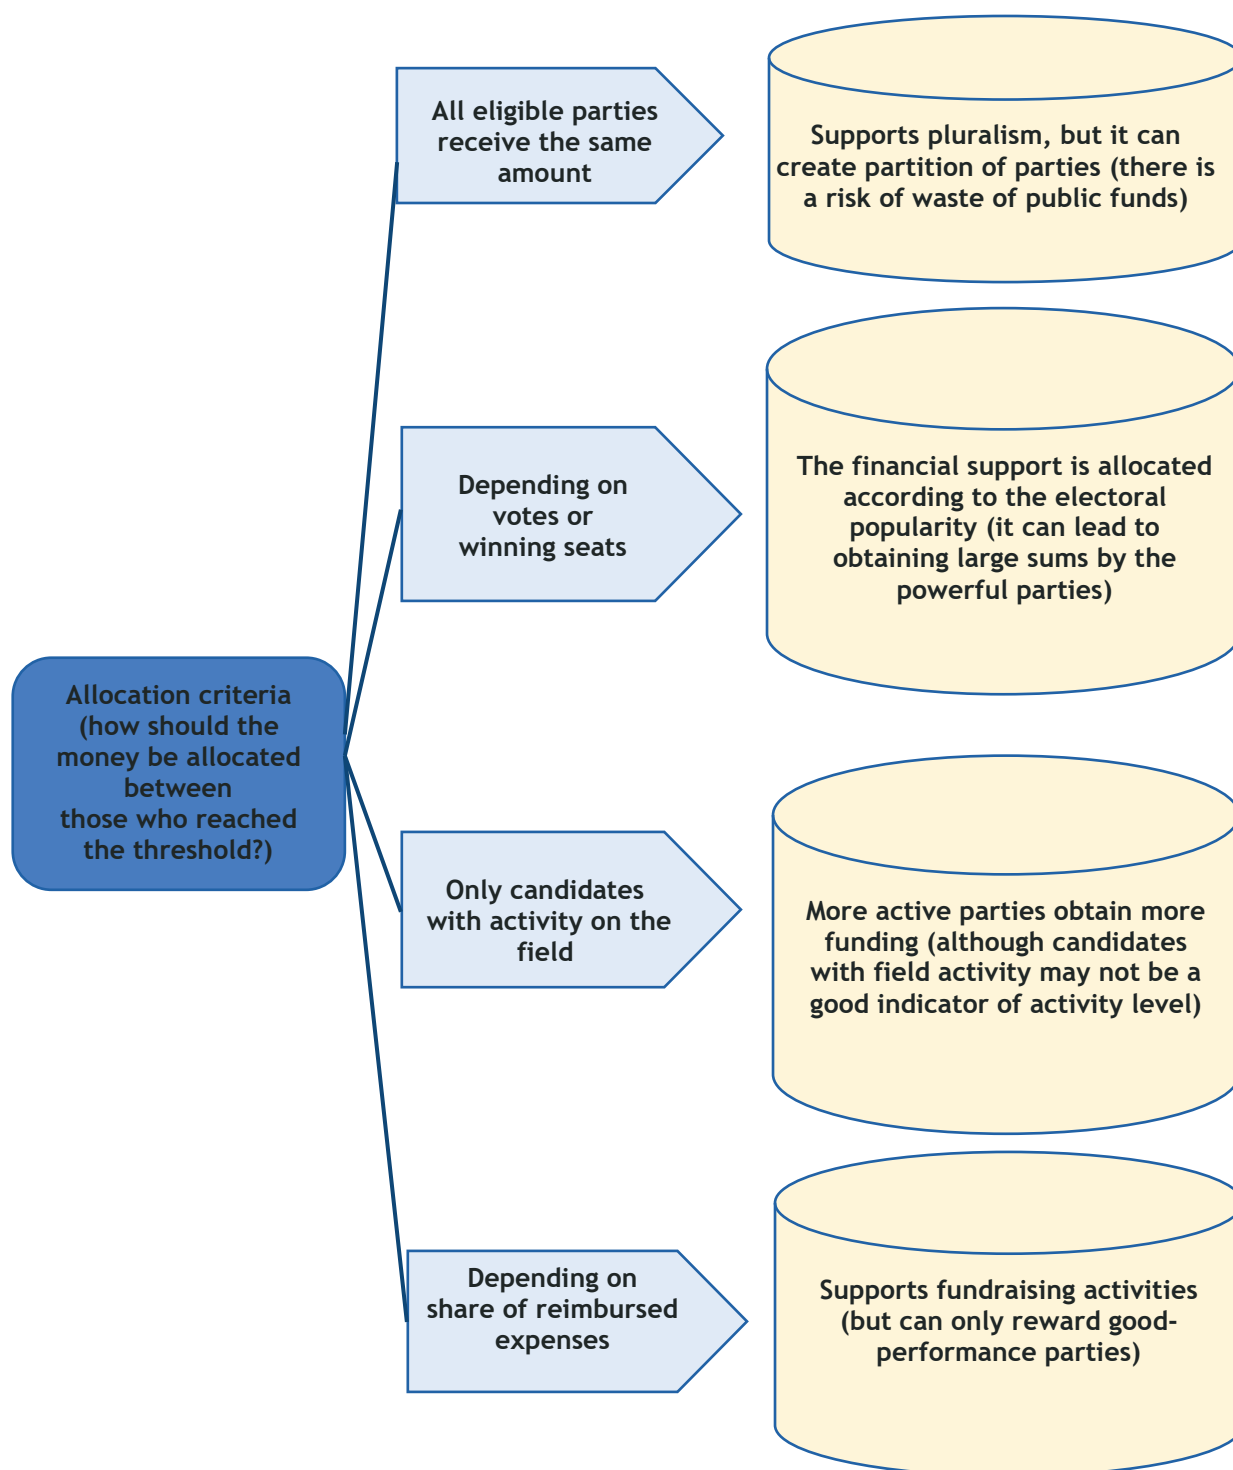 All eligible parties
receive the same
amount
Supports pluralism, but it can
create partition of parties (there is
a risk of waste of public funds)
Depending on
votes or
winning seats
The financial support is allocated
according to the electoral
popularity (it can lead to
obtaining large sums by the
powerful parties)
Allocation criteria
(how should the
money be allocated
between
those who reached
the threshold?)
Only candidates
with activity on the
field
More active parties obtain more
funding (although candidates
with field activity may not be a
good indicator of activity level)
Depending on
share of reimbursed
expenses
Supports fundraising activities
(but can only reward good-
performance parties)